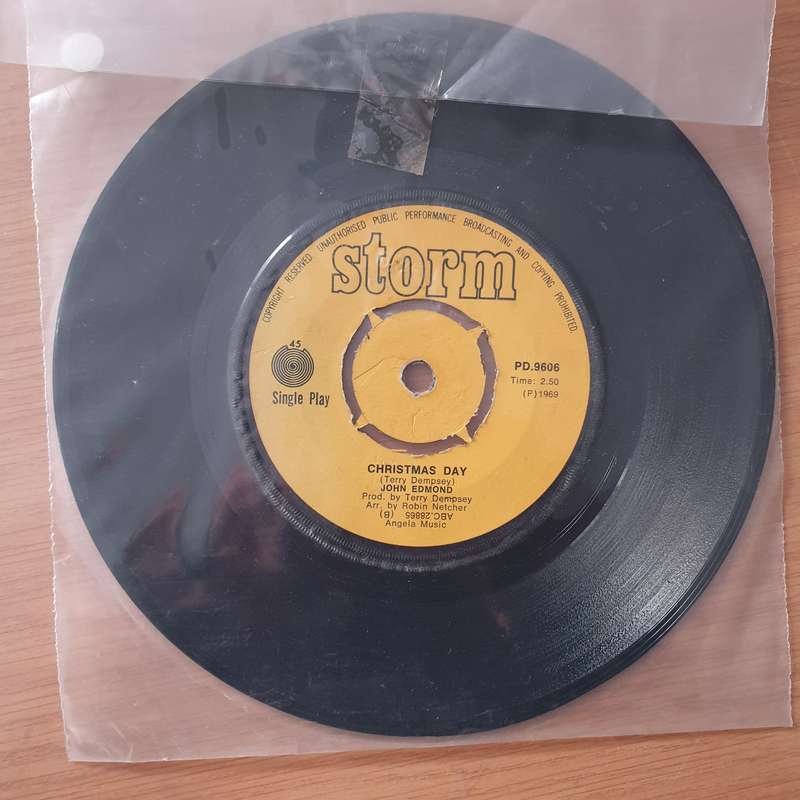 COPYRIGHT RESERVED UNAUTHORISED PUBLIC PERFORMANCE BROADCASTING AND COPYING PROHIBITED.
storm
45
Single Play
PD.9606
Time: 2.50
(P)1969
CHRISTMAS DAY
(Terry Dempsey)
JOHN EDMOND
Prod. by Terry Dempsey
Arr. by Robin Netcher
ABC.28865 (B)
Angela Music